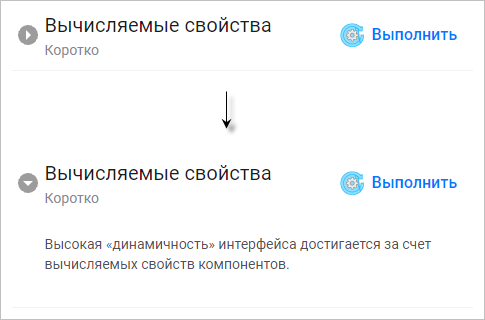 Вычисляемые свойства
Выполнить
Коротко
Вычисляемые свойства
Выполнить
Коротко
Высокая «динамичность» интерфейса достигается за счет
вычисляемых свойств компонентов.